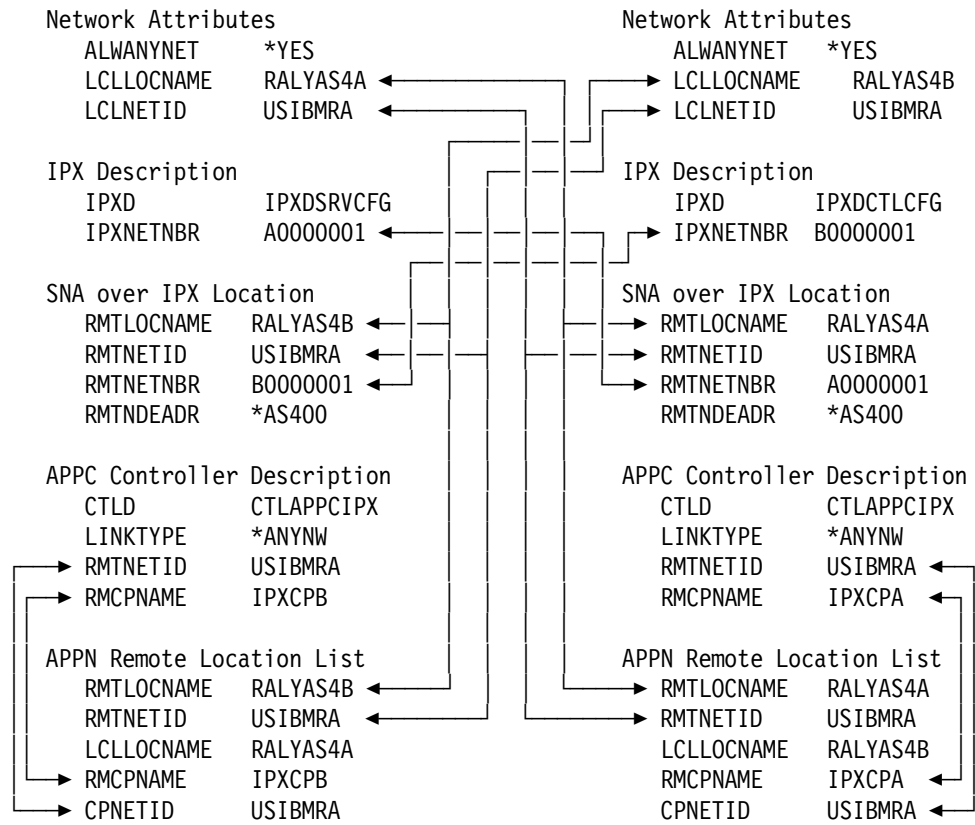 Network Attributes
ALWANYNET *YES
LCLLOCNAME RALYAS4A
LCLNETID USIBMRA
IPX Description
IPXD IPXDSRVCFG
IPXNETNBR A0000001
SNA over IPX Location
RMTLOCNAME RALYAS4B
RMTNETID USIBMRA
RMTNETNBR B0000001
RMTNDEADR *AS400
APPC Controller Description
CTLD CTLAPPCIPX
LINKTYPE *ANYNW
RMTNETID USIBMRA
RMCPNAME IPXCPB
APPN Remote Location List
RMTLOCNAME RALYAS4B
RMTNETID USIBMRA
LCLLOCNAME RALYAS4A
RMCPNAME IPXCPB
CPNETID USIBMRA
Network Attributes
ALWANYNET *YES
LCLLOCNAME RALYAS4B
LCLNETID USIBMRA
IPX Description
IPXD IPXDCTLCFG
IPXNETNBR B0000001
SNA over IPX Location
RMTLOCNAME RALYAS4A
RMTNETID USIBMRA
RMTNETNBR A0000001
RMTNDEADR *AS400
APPC Controller Description
CTLD CTLAPPCIPX
LINKTYPE *ANYNW
RMTNETID USIBMRA
RMCPNAME IPXCPA
APPN Remote Location List
RMTLOCNAME RALYAS4A
RMTNETID USIBMRA
LCLLOCNAME RALYAS4B
RMCPNAME IPXCPA
CPNETID USIBMRA